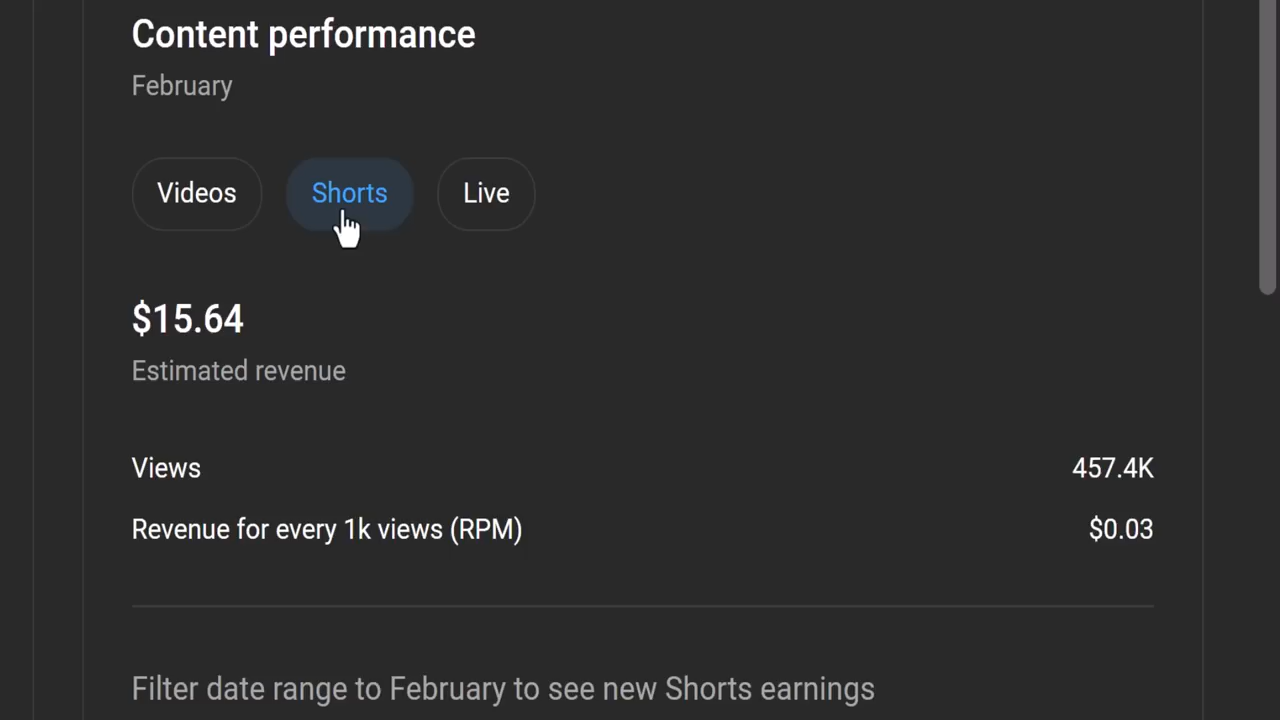 Content performance
February
Videos Shorts Live
$15.64
Estimated revenue
Views 457.4K
Revenue for every 1k views (RPM) $0.03
Filter date range to February to see new Shorts earnings